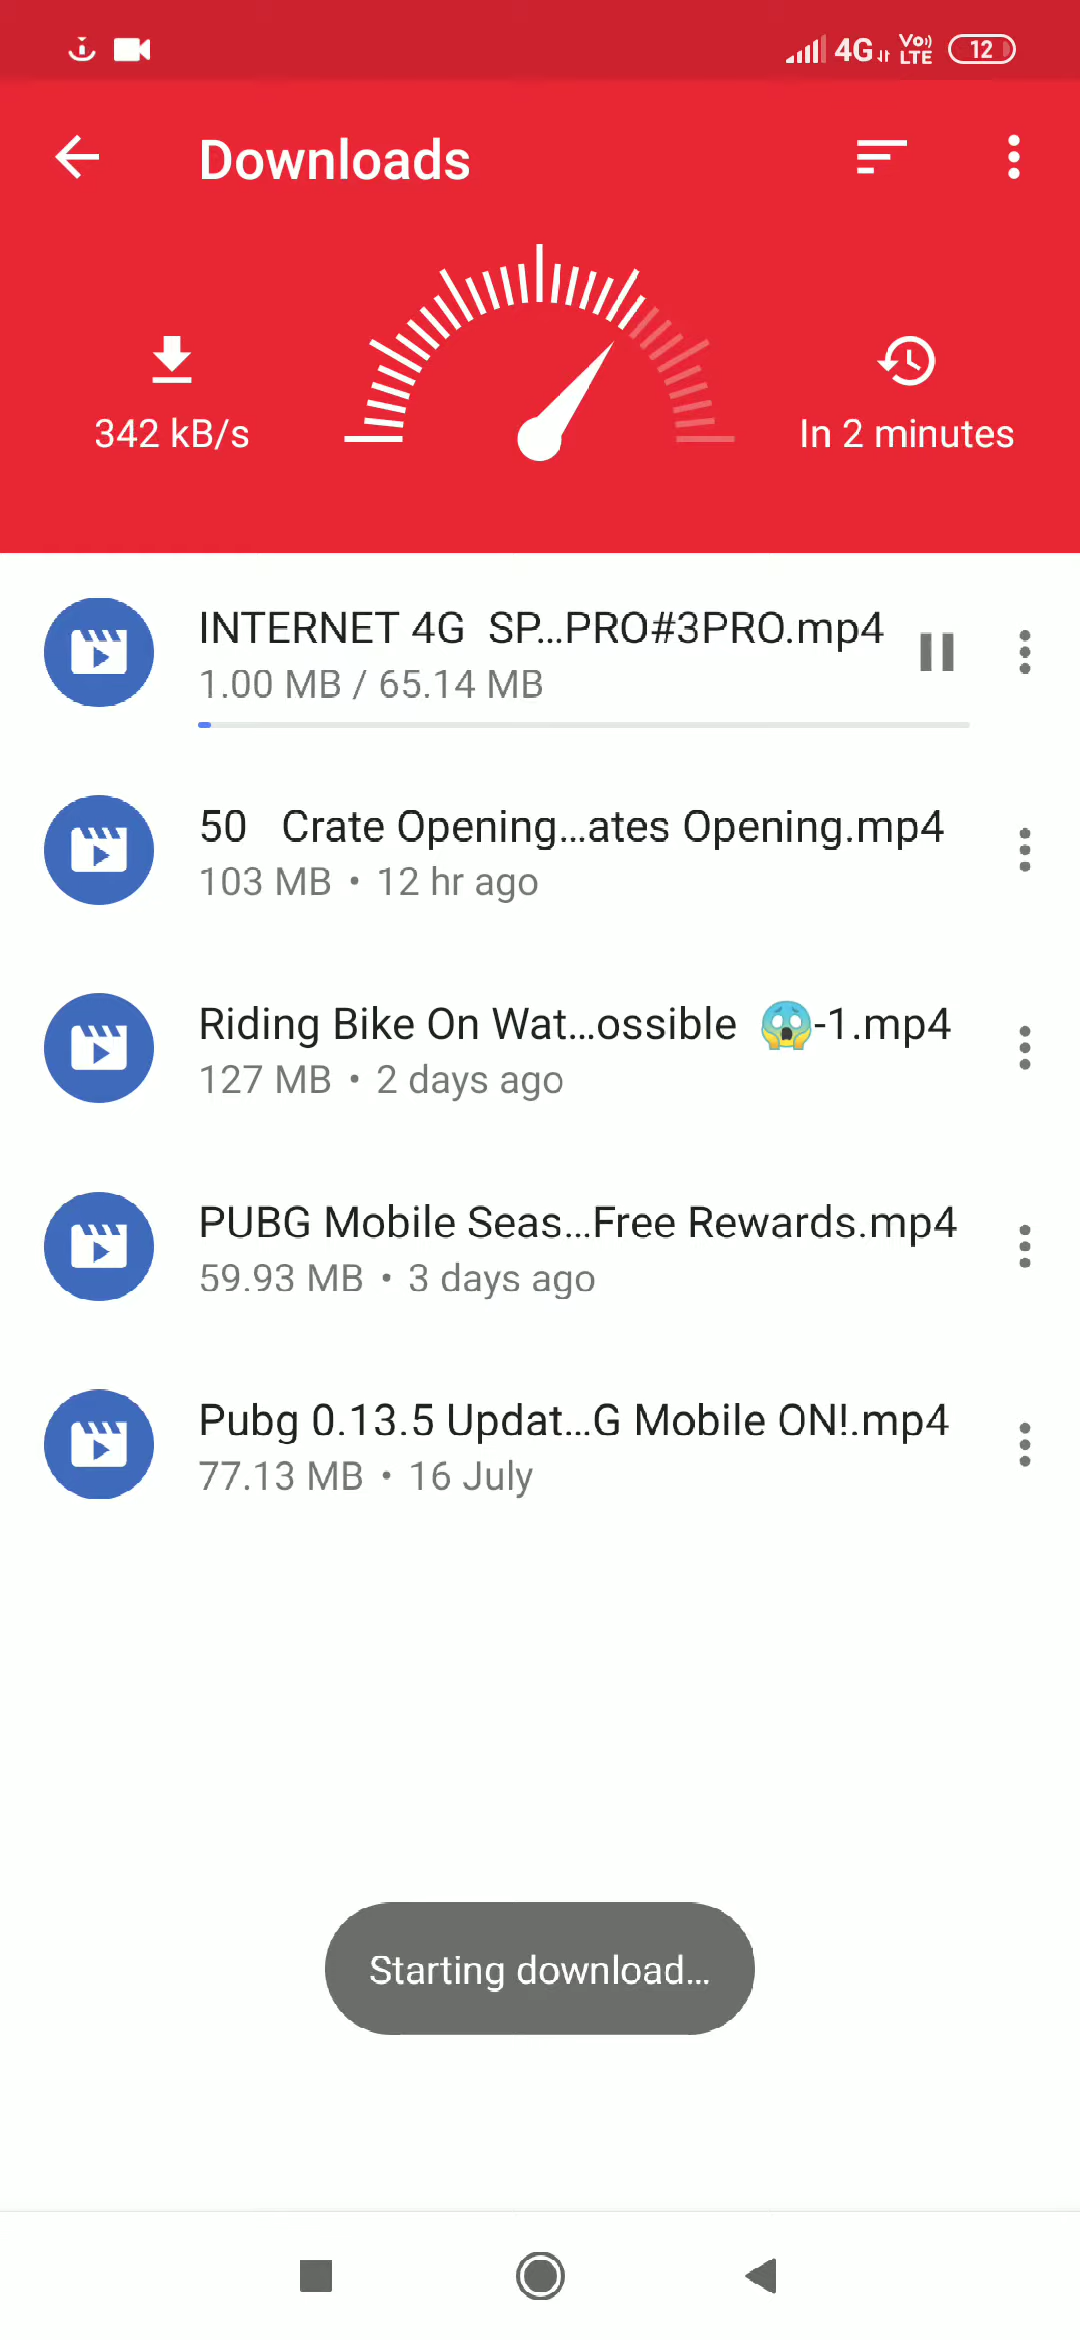 4G Vo)) LTE 12
Downloads
342 kB/s
In 2 minutes
INTERNET 4G  SP...PRO#3PRO.mp4
1.00 MB / 65.14 MB
50   Crate Opening...ates Opening.mp4
103 MB • 12 hr ago
Riding Bike On Wat...ossible 😱-1.mp4
127 MB • 2 days ago
PUBG Mobile Seas...Free Rewards.mp4
59.93 MB • 3 days ago
Pubg 0.13.5 Updat...G Mobile ON!.mp4
77.13 MB • 16 July
Starting download...